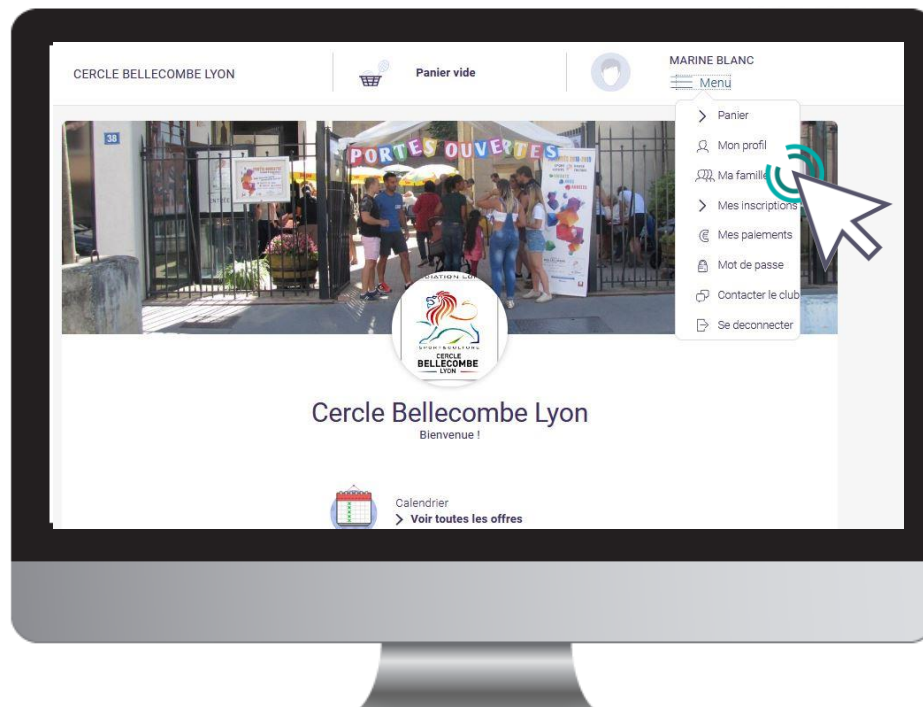 CERCLE BELLECOMBE LYON
Panier vide
MARINE BLANC
Menu
Panier
Mon profil
Ma famille
Mes inscriptions
Mes paiements
Mot de passe
Contacter le club
Se deconnecter
38
PORTES OUVERTES
SPORT & CULTURE
CERCLE
BELLECOMBE
LYON
Cercle Bellecombe Lyon
Bienvenue !
Calendrier
Voir toutes les offres